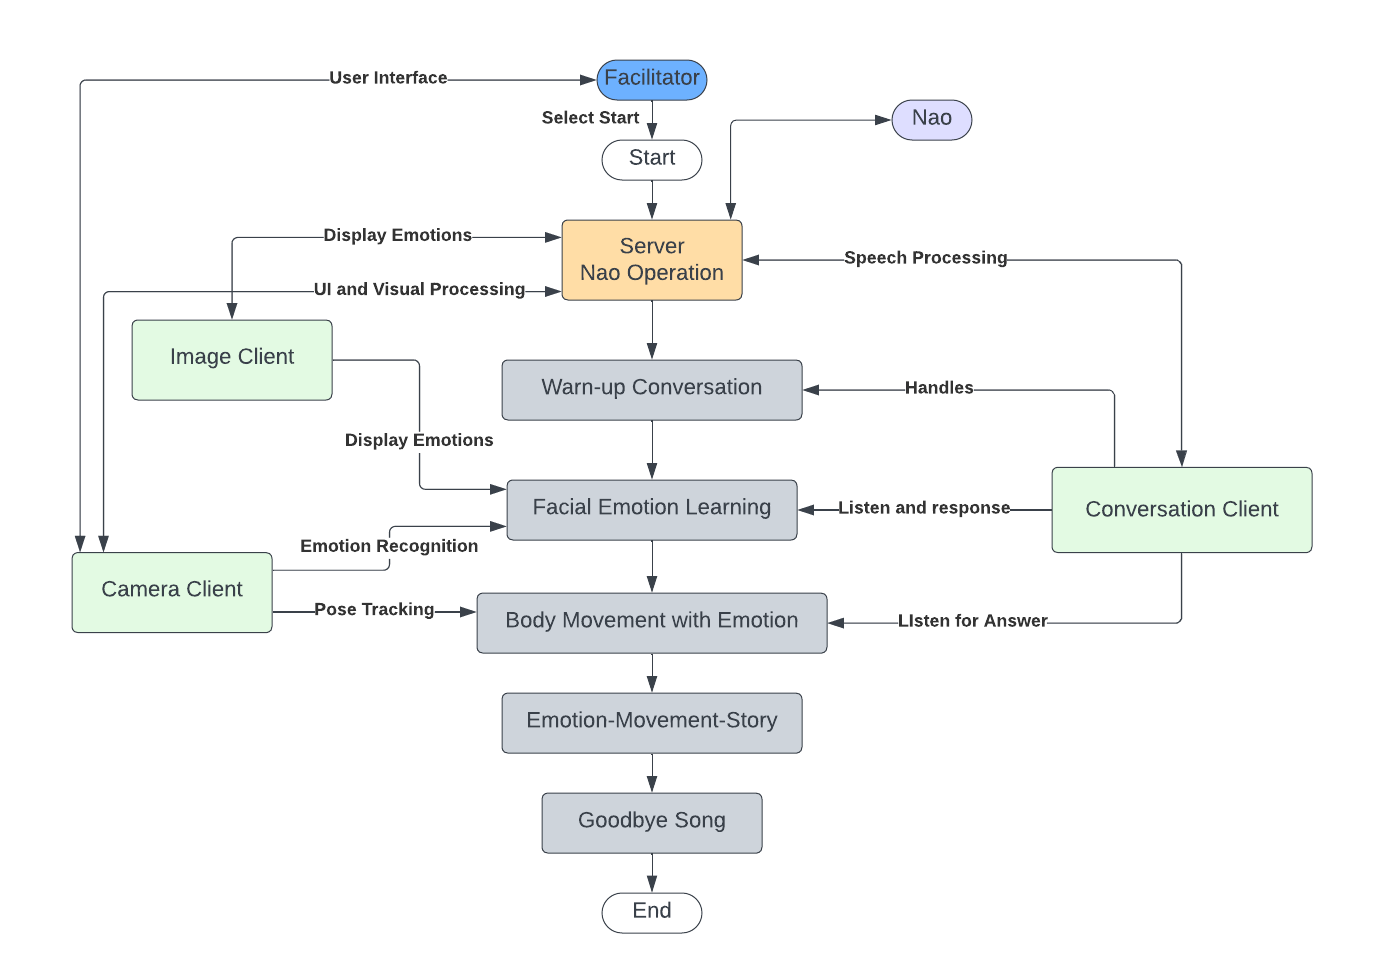 User Interface
Facilitator
Select Start
Nao
Start
Display Emotions
Server
Nao Operation
Speech Processing
UI and Visual Processing
Image Client
Warn-up Conversation
Handles
Display Emotions
Facial Emotion Learning
Listen and response
Conversation Client
Emotion Recognition
Camera Client
Pose Tracking
Body Movement with Emotion
LIsten for Answer
Emotion-Movement-Story
Goodbye Song
End